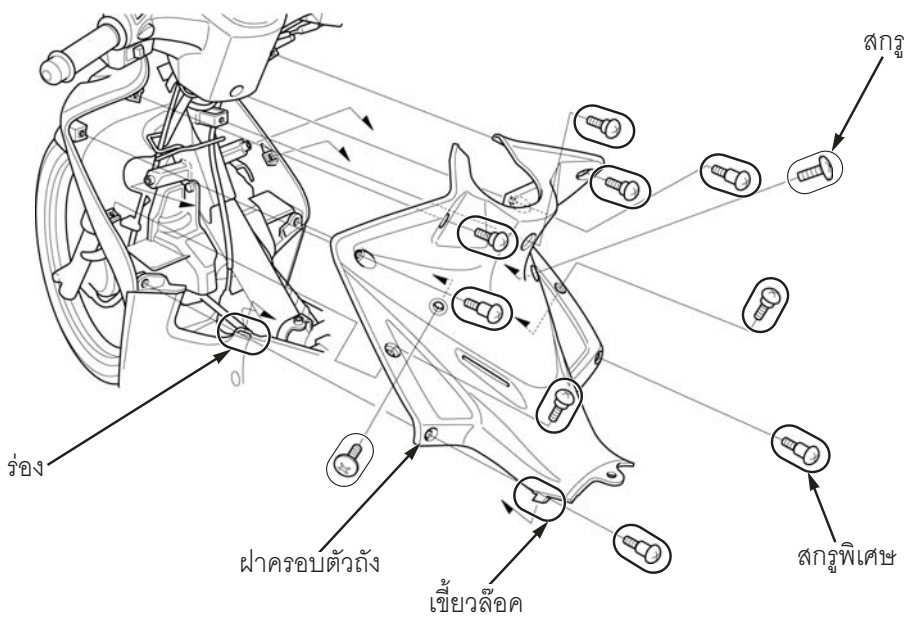 สกรู
ร่อง
ฝาครอบตัวถัง
สกรูพิเศษ
เขี้ยวล๊อค